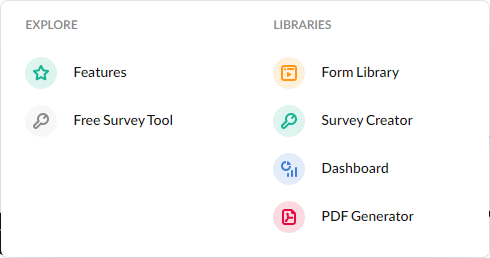 EXPLORE
Features
Free Survey Tool
LIBRARIES
Form Library
Survey Creator
Dashboard
PDF Generator